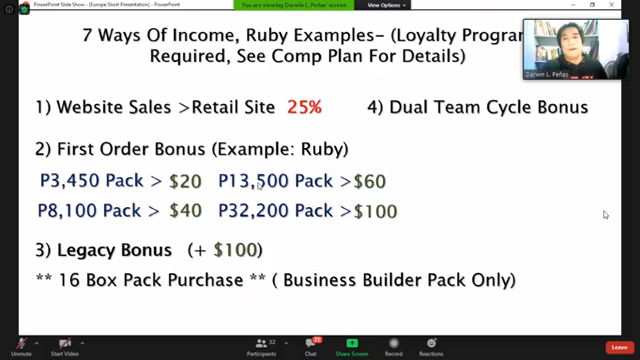 PowerPoint Slide Show - [Europe Short Presentation] - PowerPoint
You are viewing Darwin L. Peñas' screen
View Options
7 Ways Of Income, Ruby Examples- (Loyalty Program
Required, See Comp Plan For Details)
Darwin L. Peñas
1) Website Sales >Retail Site 25%
4) Dual Team Cycle Bonus
2) First Order Bonus (Example: Ruby)
P3,450 Pack > $20 P13,500 Pack >$60
P8,100 Pack > $40 P32,200 Pack >$100
3) Legacy Bonus (+ $100)
** 16 Box Pack Purchase ** ( Business Builder Pack Only)
Unmute
Start Video
32
Participants
21
Chat
Share Screen
Record
Reactions
Leave